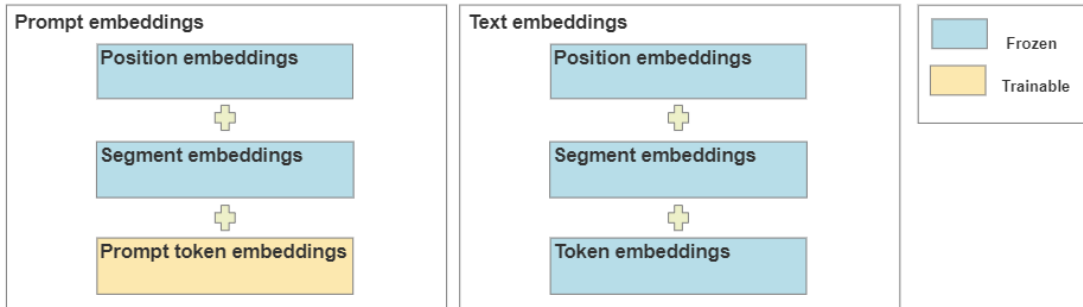 Prompt embeddings
Position embeddings
Segment embeddings
Prompt token embeddings
Text embeddings
Position embeddings
Segment embeddings
Token embeddings
Frozen
Trainable